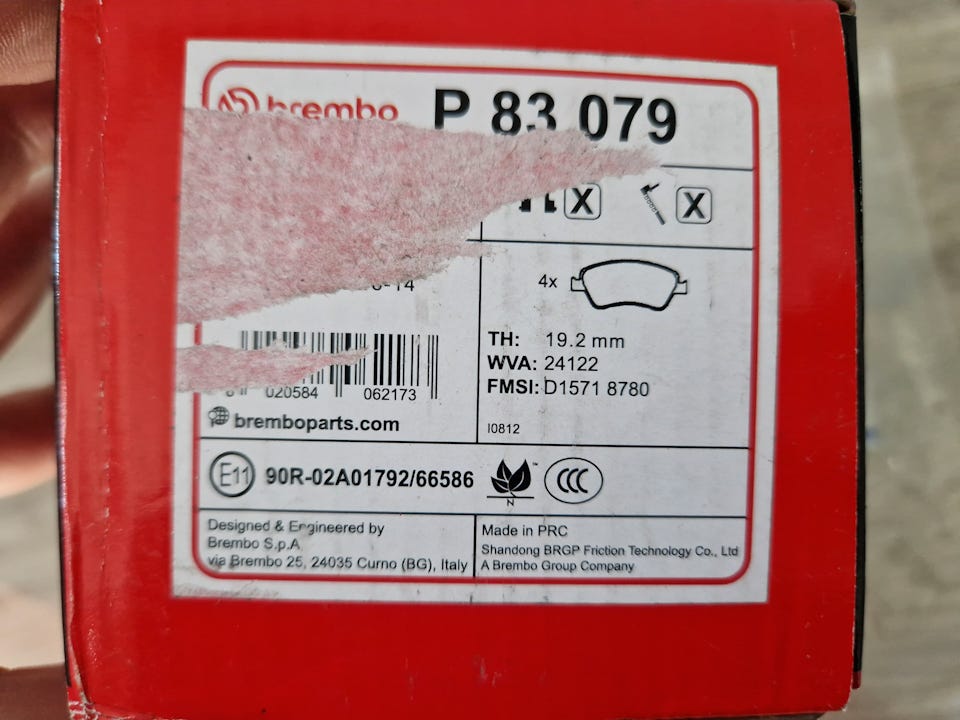 brembo P 83 079
X X
4x
TH: 19.2 mm
WVA: 24122
FMSI: D1571 8780
020584 062173
bremboparts.com
I0812
E11 90R-02A01792/66586
N
CCC
Designed & Engineered by
Brembo S.p.A
via Brembo 25, 24035 Curno (BG), Italy
Made in PRC
Shandong BRGP Friction Technology Co., Ltd
A Brembo Group Company